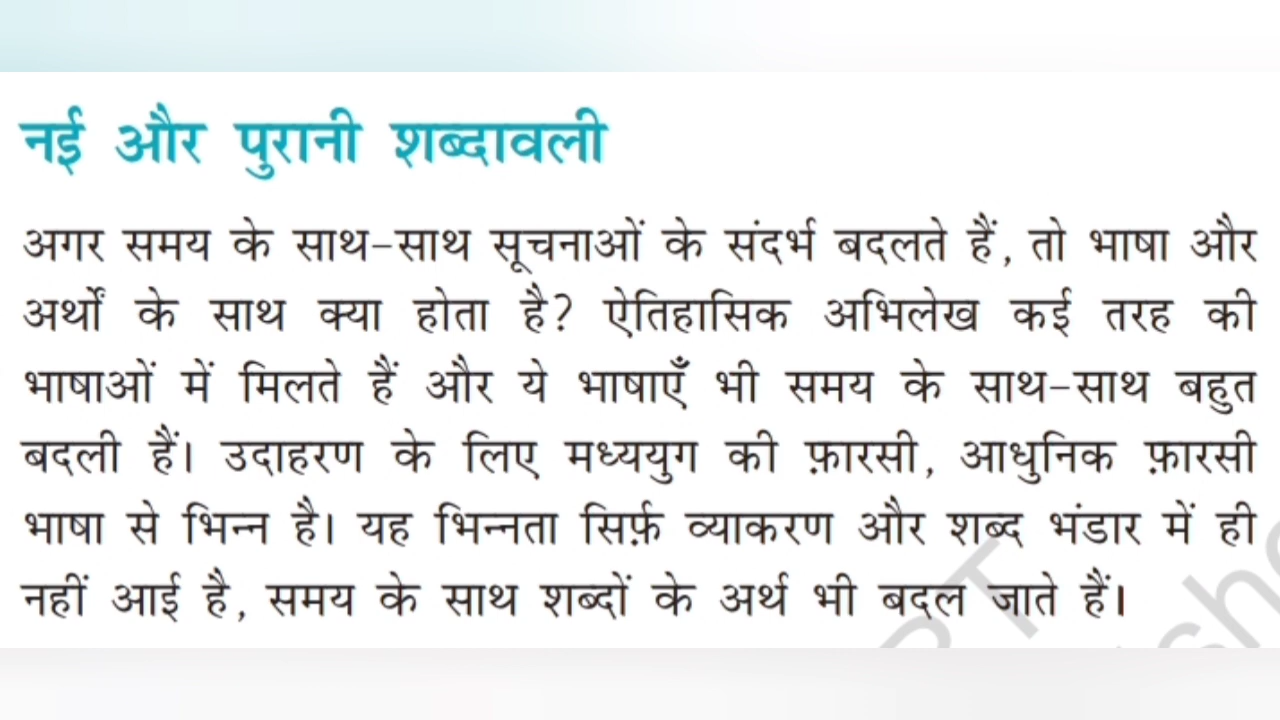 नई और पुरानी शब्दावली
अगर समय के साथ-साथ सूचनाओं के संदर्भ बदलते हैं, तो भाषा और
अर्थों के साथ क्या होता है? ऐतिहासिक अभिलेख कई तरह की
भाषाओं में मिलते हैं और ये भाषाएँ भी समय के साथ-साथ बहुत
बदली हैं। उदाहरण के लिए मध्ययुग की फ़ारसी, आधुनिक फ़ारसी
भाषा से भिन्न है। यह भिन्नता सिर्फ़ व्याकरण और शब्द भंडार में ही
नहीं आई है, समय के साथ शब्दों के अर्थ भी बदल जाते हैं।